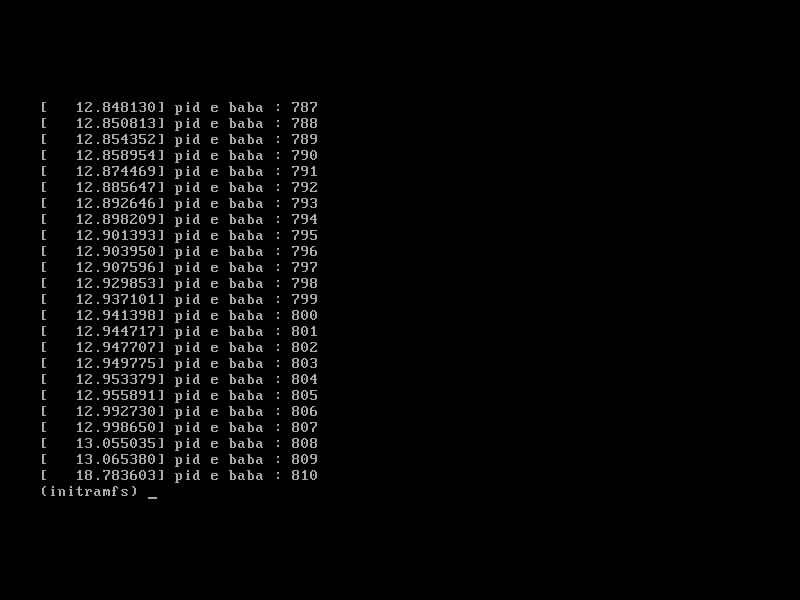 [   12.848130] pid e baba : 787
[   12.850813] pid e baba : 788
[   12.854352] pid e baba : 789
[   12.858954] pid e baba : 790
[   12.874469] pid e baba : 791
[   12.885647] pid e baba : 792
[   12.892646] pid e baba : 793
[   12.898209] pid e baba : 794
[   12.901393] pid e baba : 795
[   12.903950] pid e baba : 796
[   12.907596] pid e baba : 797
[   12.929853] pid e baba : 798
[   12.937101] pid e baba : 799
[   12.941398] pid e baba : 800
[   12.944717] pid e baba : 801
[   12.947707] pid e baba : 802
[   12.949775] pid e baba : 803
[   12.953379] pid e baba : 804
[   12.955891] pid e baba : 805
[   12.992730] pid e baba : 806
[   12.998650] pid e baba : 807
[   13.055035] pid e baba : 808
[   13.065380] pid e baba : 809
[   18.783603] pid e baba : 810
(initramfs) _